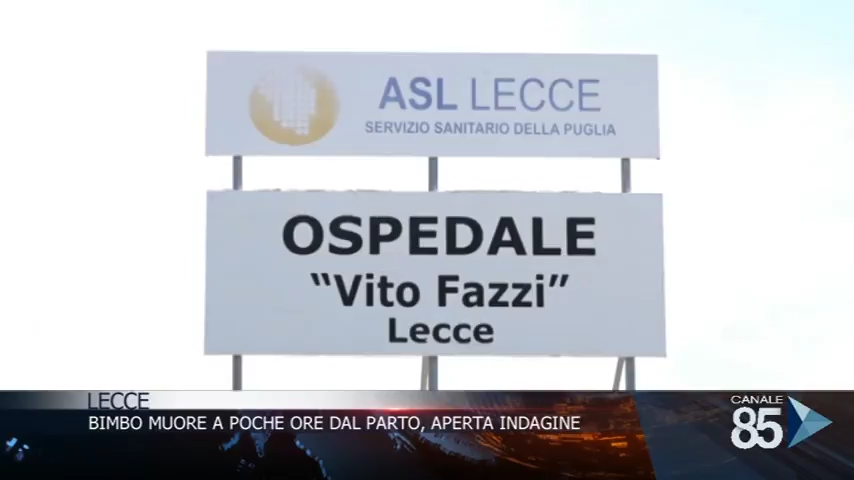 ASL LECCE
SERVIZIO SANITARIO DELLA PUGLIA
OSPEDALE
“Vito Fazzi”
Lecce
LECCE
BIMBO MUORE A POCHE ORE DAL PARTO, APERTA INDAGINE
CANALE
85